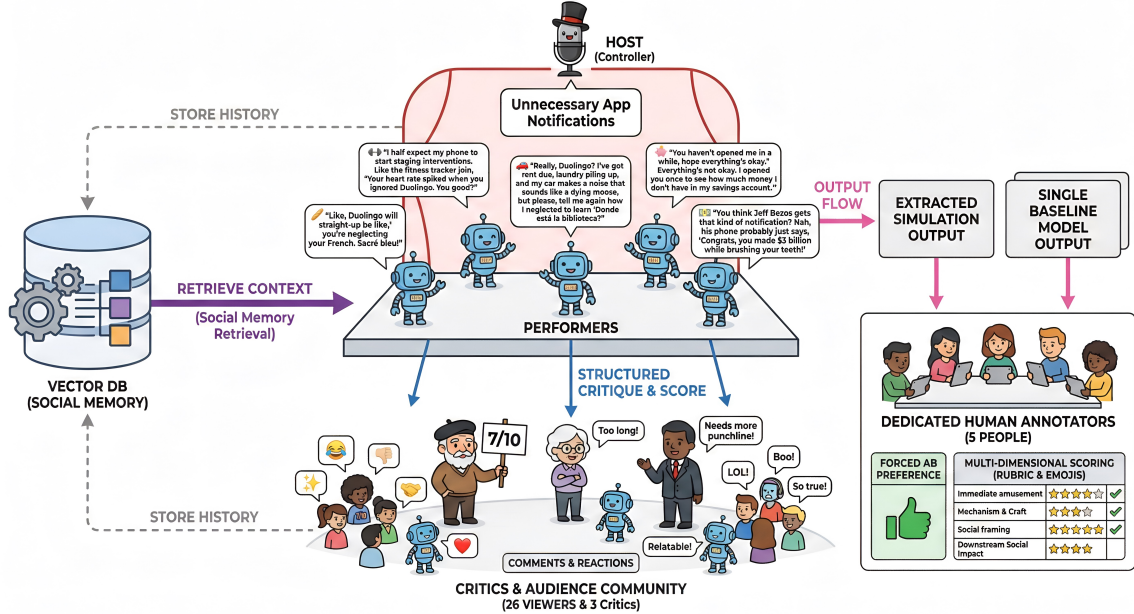 HOST
(Controller)
Unnecessary App
Notifications
STORE HISTORY
"I half expect my phone to
start staging interventions.
Like the fitness tracker join,
"Your heart rate spiked when you
ignored Duolingo. You good?"
"Really, Duolingo? I've got
rent due, laundry piling up,
and my car makes a noise that
sounds like a dying moose,
but please, tell me again how
I neglected to learn 'Donde
está la biblioteca?"
"You haven't opened me in a
while, hope everything's okay."
Everything's not okay. I opened
you once to see how much money I
don't have in my savings account."
"Like, Duolingo will
straight-up be like,'
you're neglecting
your French. Sacré bleu!"
"You think Jeff Bezos gets
that kind of notification? Nah,
his phone probably just says,
'Congrats, you made $3 billion
while brushing your teeth!'
OUTPUT
FLOW
EXTRACTED
SIMULATION
OUTPUT
SINGLE
BASELINE
MODEL
OUTPUT
RETRIEVE CONTEXT
(Social Memory
Retrieval)
PERFORMERS
VECTOR DB
(SOCIAL MEMORY)
STRUCTURED
CRITIQUE & SCORE
7/10
Too long!
Needs more
punchline!
LOL!
Boo!
So true!
Relatable!
STORE HISTORY
COMMENTS & REACTIONS
CRITICS & AUDIENCE COMMUNITY
(26 VIEWERS & 3 Critics)
DEDICATED HUMAN ANNOTATORS
(5 PEOPLE)
FORCED AB
PREFERENCE
MULTI-DIMENSIONAL SCORING
(RUBRIC & EMOJIS)
Immediate amusement
Mechanism & Craft
Social framing
Downstream Social
Impact